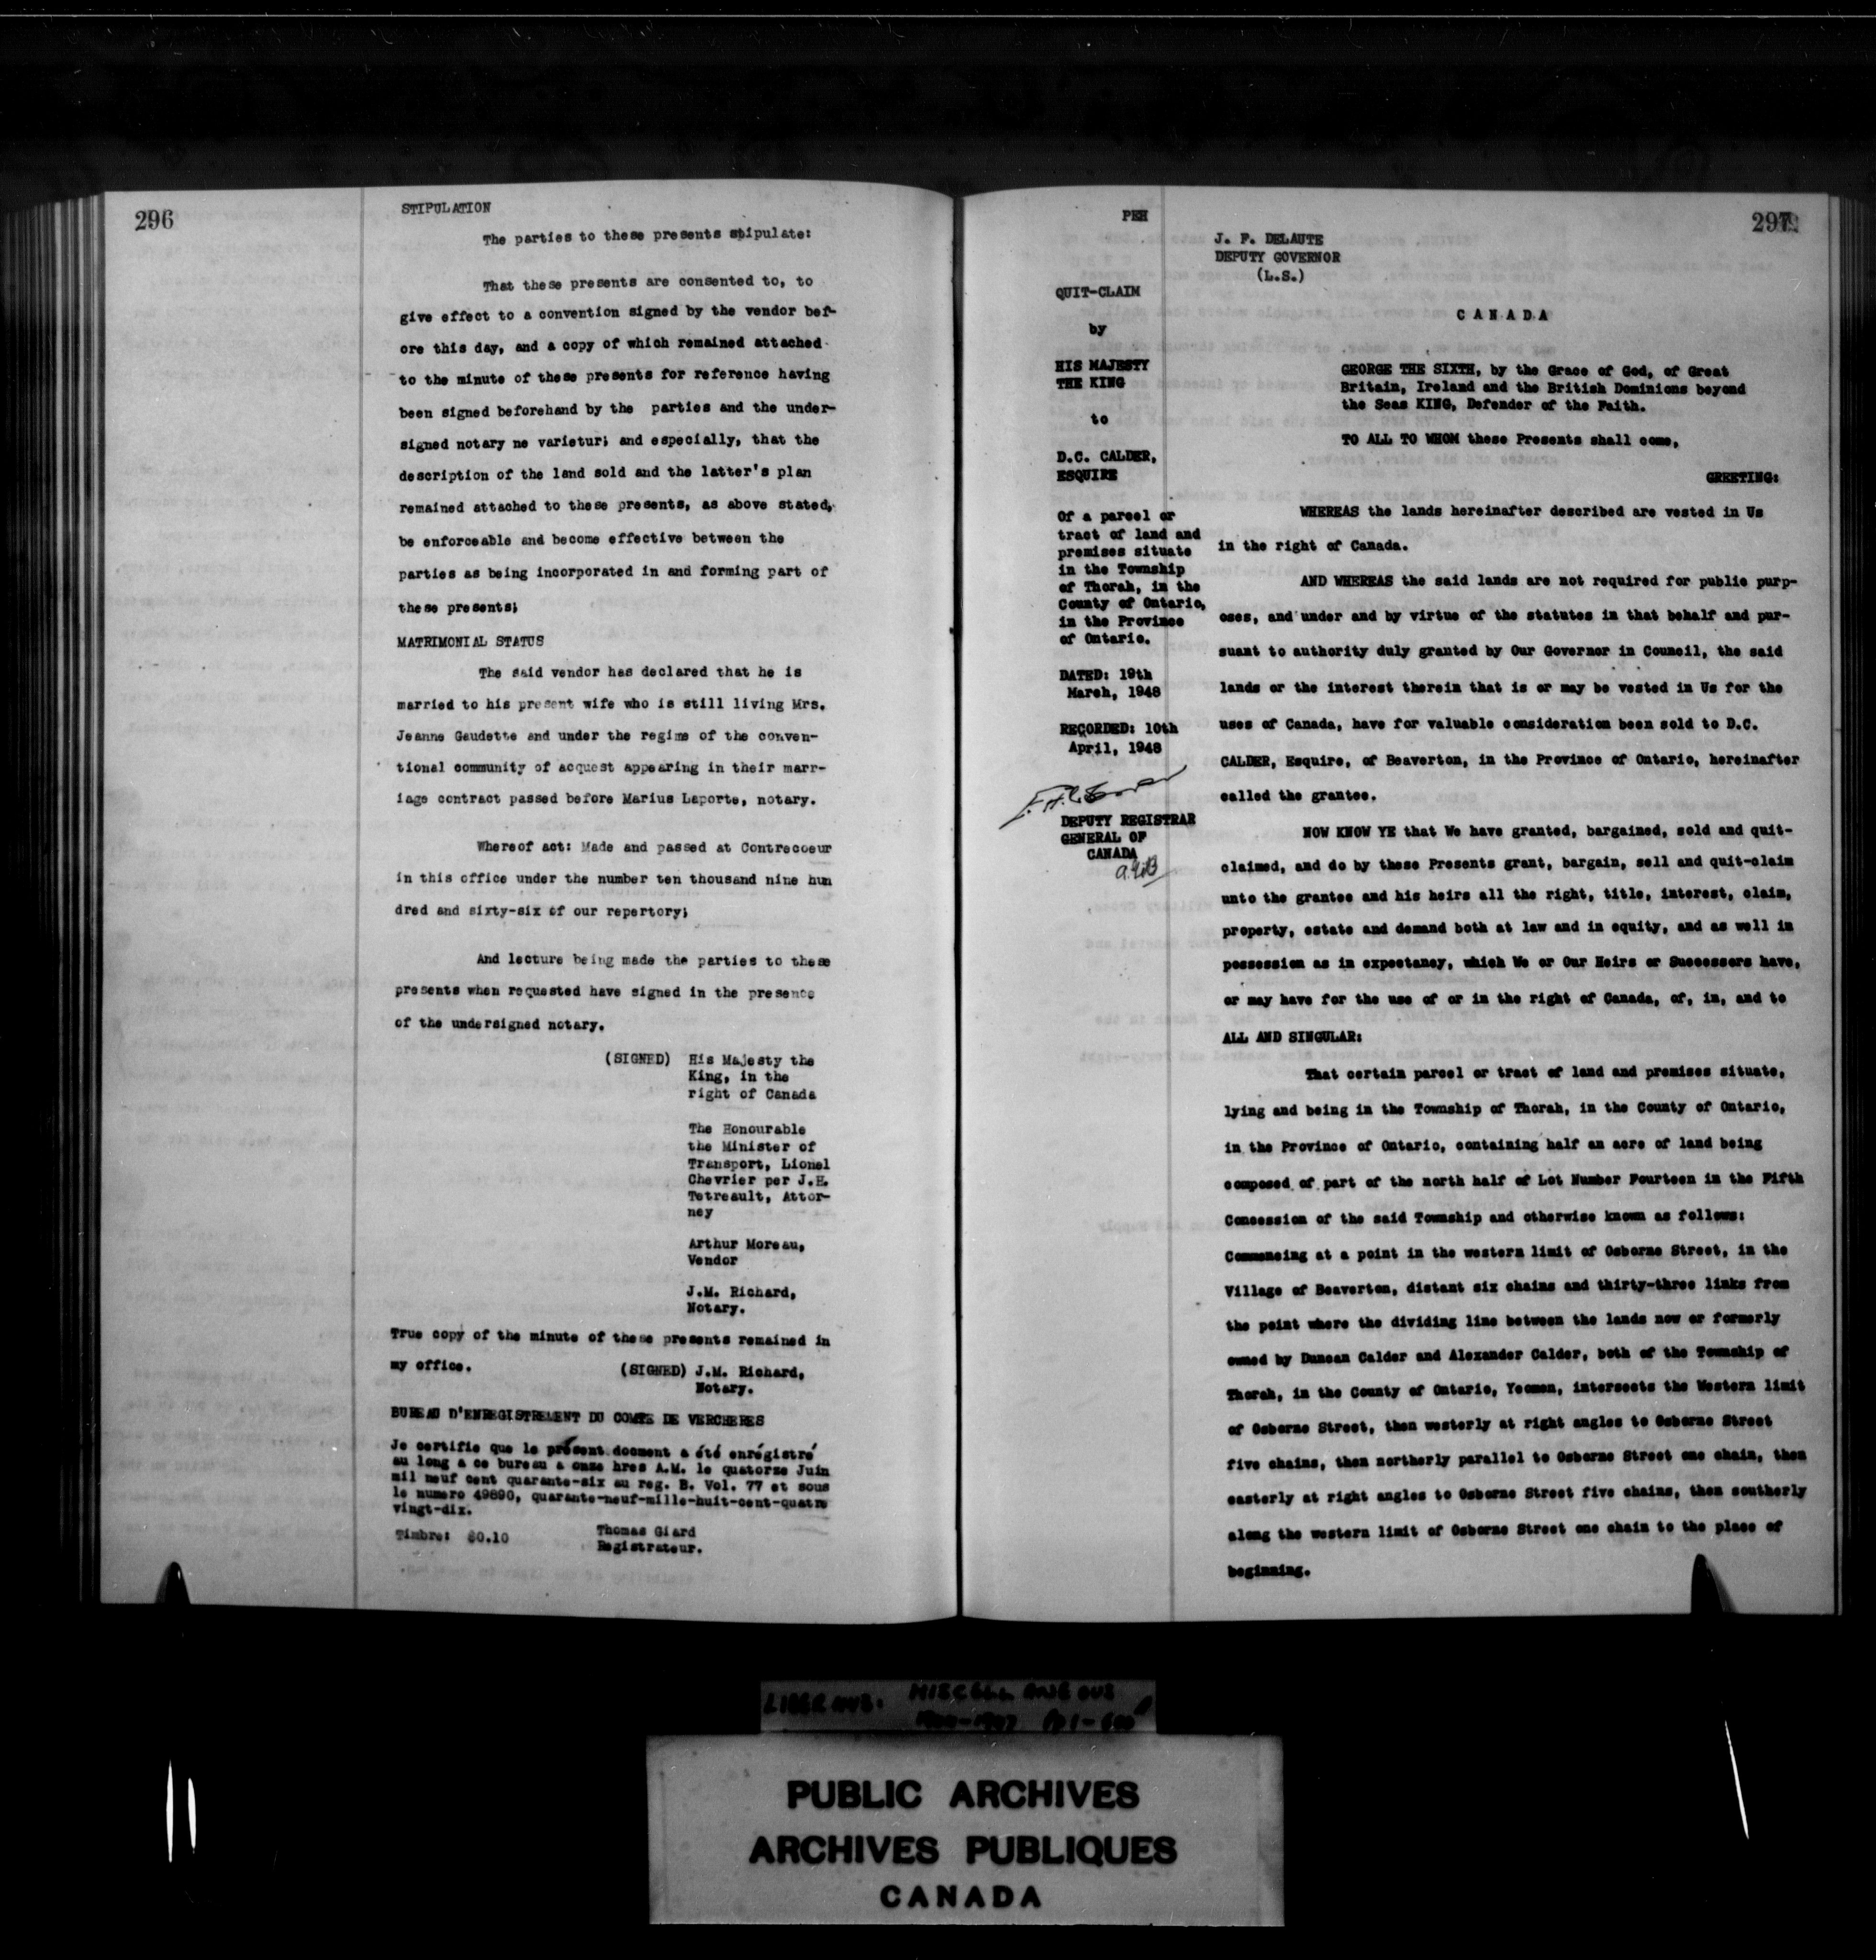 296
STIPULATION
The parties to these presents stipulate:
That these presents are consented to, to
give effect to a convention signed by the vendor bef-
ore this day, and a copy of which remained attached
to the minute of these presents for reference having
been signed beforehand by the parties and the under-
signed notary ne varietur; and especially, that the
description of the land sold and the latter's plan
remained attached to these presents, as above stated,
be enforceable and become effective between the
parties as being incorporated in and forming part of
these presents;
MATRIMONIAL STATUS
The said vendor has declared that he is
married to his present wife who is still living Mrs.
Jeanne Gaudette and under the regime of the conven-
tional community of acquest appearing in their marr-
iage contract passed before Marius Laporte, notary.
Whereof act: Made and passed at Contrecoeur
in this office under the number ten thousand nine hun
dred and sixty-six of our repertory;
And lecture being made the parties to these
presents when requested have signed in the presence
of the undersigned notary.
(SIGNED) His Majesty the
King, in the
right of Canada
The Honourable
the Minister of
Transport, Lionel
Chevrier per J.H.
Tetreault, Attor-
ney
Arthur Moreau,
Vendor
J.M. Richard,
Notary.
True copy of the minute of these presents remained in
my office.
(SIGNED) J.M. Richard,
Notary.
BUREAU D'ENREGISTREMENT DU COMTE DE VERCHERES
Je certifie que le présent docment a été enrégistré
au long a ce bureau a onze hres A.M. le quatorze Juin
mil neuf cent quarante-six au reg. B. Vol. 77 et sous
le numero 49890, quarante-neuf-mille-huit-cent-quatre
vingt-dix.
Timbre: $0.10
Thomas Giard
Registrateur.
PEH
297
J. F. DELAUTE
DEPUTY GOVERNOR
(L.S.)
QUIT-CLAIM
by
HIS MAJESTY
THE KING
to
D.C. CALDER,
ESQUIRE
Of a parcel or
tract of land and
premises situate
in the Township
of Thorah, in the
County of Ontario,
in the Province
of Ontario.
DATED: 19th
March, 1948
RECORDED: 10th
April, 1948
DEPUTY REGISTRAR
GENERAL OF
CANADA
CANADA
GEORGE THE SIXTH, by the Grace of God, of Great
Britain, Ireland and the British Dominions beyond
the Seas KING, Defender of the Faith.
TO ALL TO WHOM these Presents shall come,
GREETING:
WHEREAS the lands hereinafter described are vested in Us
in the right of Canada.
AND WHEREAS the said lands are not required for public purp-
oses, and under and by virtue of the statutes in that behalf and pur-
suant to authority duly granted by Our Governor in Council, the said
lands or the interest therein that is or may be vested in Us for the
uses of Canada, have for valuable consideration been sold to D.C.
CALDER, Esquire, of Beaverton, in the Province of Ontario, hereinafter
called the grantee.
NOW KNOW YE that We have granted, bargained, sold and quit-
claimed, and do by these Presents grant, bargain, sell and quit-claim
unto the grantee and his heirs all the right, title, interest, claim,
property, estate and demand both at law and in equity, and as well in
possession as in expectancy, which We or Our Heirs or Successors have,
or may have for the use of or in the right of Canada, of, in, and to
ALL AND SINGULAR:
That certain parcel or tract of land and premises situate,
lying and being in the Township of Thorah, in the County of Ontario,
in the Province of Ontario, containing half an acre of land being
composed of part of the north half of Lot Number Fourteen in the Fifth
Concession of the said Township and otherwise known as follows:
Commencing at a point in the western limit of Osborne Street, in the
Village of Beaverton, distant six chains and thirty-three links from
the point where the dividing line between the lands now or formerly
owned by Duncan Calder and Alexander Calder, both of the Township of
Thorah, in the County of Ontario, Yeomen, intersects the Western limit
of Osborne Street, then westerly at right angles to Osborne Street
five chains, then northerly parallel to Osborne Street one chain, then
easterly at right angles to Osborne Street five chains, then southerly
along the western limit of Osborne Street one chain to the place of
beginning.
MISCELLANEOUS
PUBLIC ARCHIVES
ARCHIVES PUBLIQUES
CANADA